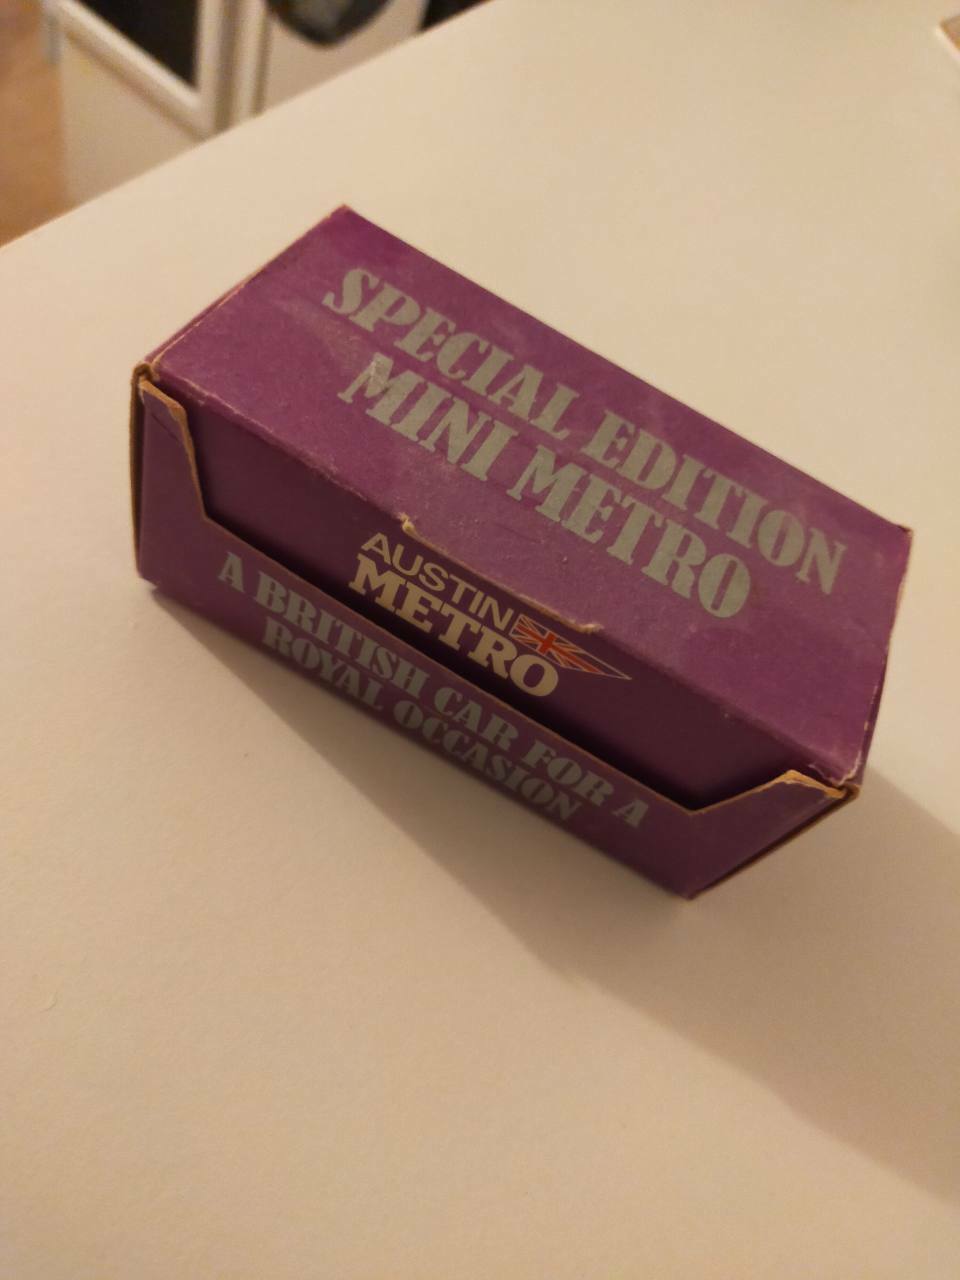 SPECIAL EDITION
MINI METRO
AUSTIN
METRO
A BRITISH CAR FOR A
ROYAL OCCASION